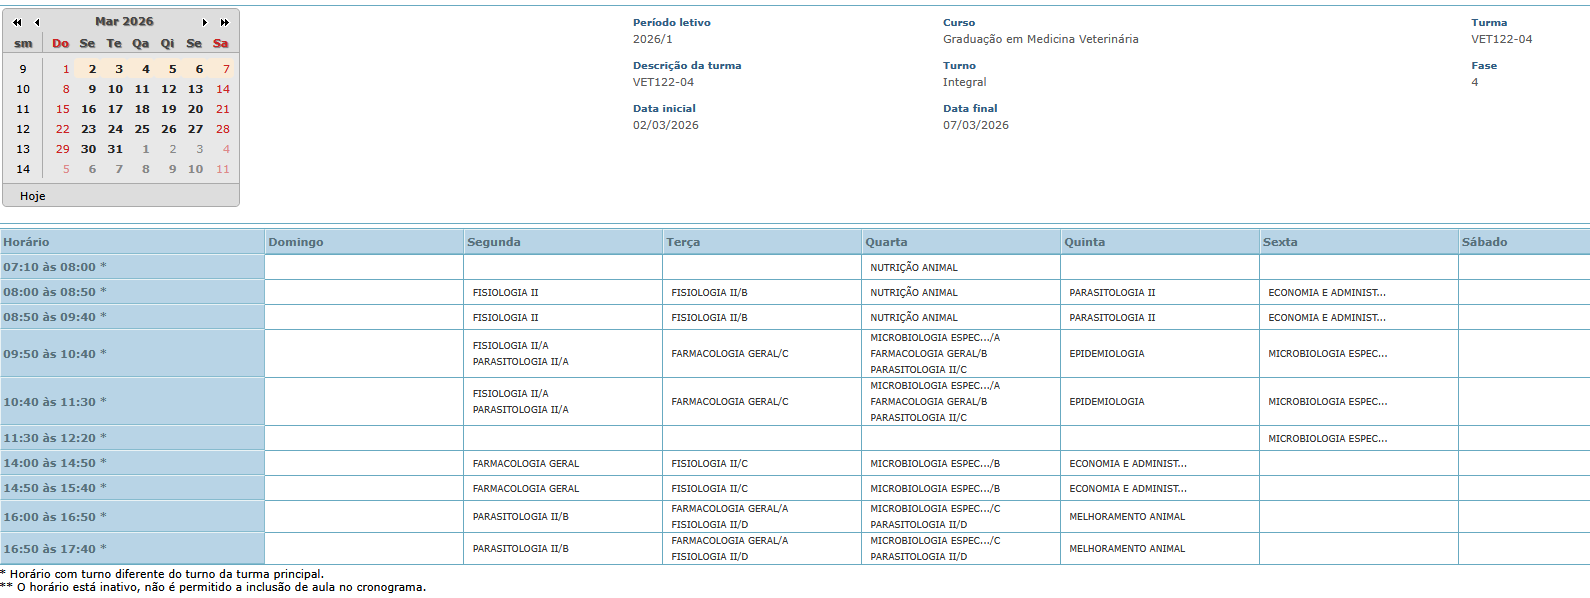 Mar 2026
sm Do Se Te Qa Qi Se Sa
9 1 2 3 4 5 6 7
10 8 9 10 11 12 13 14
11 15 16 17 18 19 20 21
12 22 23 24 25 26 27 28
13 29 30 31 1 2 3 4
14 5 6 7 8 9 10 11
Hoje
Período letivo
2026/1
Curso
Graduação em Medicina Veterinária
Turma
VET122-04
Descrição da turma
VET122-04
Turno
Integral
Fase
4
Data inicial
02/03/2026
Data final
07/03/2026
Horário Domingo Segunda Terça Quarta Quinta Sexta Sábado
07:10 às 08:00 * NUTRIÇÃO ANIMAL
08:00 às 08:50 * FISIOLOGIA II FISIOLOGIA II/B NUTRIÇÃO ANIMAL PARASITOLOGIA II ECONOMIA E ADMINIST...
08:50 às 09:40 * FISIOLOGIA II FISIOLOGIA II/B NUTRIÇÃO ANIMAL PARASITOLOGIA II ECONOMIA E ADMINIST...
09:50 às 10:40 *
FISIOLOGIA II/A
PARASITOLOGIA II/A
FARMACOLOGIA GERAL/C
MICROBIOLOGIA ESPEC.../A
FARMACOLOGIA GERAL/B
PARASITOLOGIA II/C
EPIDEMIOLOGIA
MICROBIOLOGIA ESPEC...
10:40 às 11:30 *
FISIOLOGIA II/A
PARASITOLOGIA II/A
FARMACOLOGIA GERAL/C
MICROBIOLOGIA ESPEC.../A
FARMACOLOGIA GERAL/B
PARASITOLOGIA II/C
EPIDEMIOLOGIA
MICROBIOLOGIA ESPEC...
11:30 às 12:20 * MICROBIOLOGIA ESPEC...
14:00 às 14:50 * FARMACOLOGIA GERAL FISIOLOGIA II/C MICROBIOLOGIA ESPEC.../B ECONOMIA E ADMINIST...
14:50 às 15:40 * FARMACOLOGIA GERAL FISIOLOGIA II/C MICROBIOLOGIA ESPEC.../B ECONOMIA E ADMINIST...
16:00 às 16:50 *
PARASITOLOGIA II/B
FARMACOLOGIA GERAL/A
FISIOLOGIA II/D
MICROBIOLOGIA ESPEC.../C
PARASITOLOGIA II/D
MELHORAMENTO ANIMAL
16:50 às 17:40 *
PARASITOLOGIA II/B
FARMACOLOGIA GERAL/A
FISIOLOGIA II/D
MICROBIOLOGIA ESPEC.../C
PARASITOLOGIA II/D
MELHORAMENTO ANIMAL
* Horário com turno diferente do turno da turma principal.
** O horário está inativo, não é permitido a inclusão de aula no cronograma.